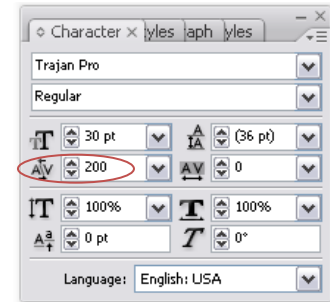 Character × yles aph yles
Trajan Pro
Regular
30 pt (36 pt)
200 0
100% 100%
0 pt 0°
Language: English: USA